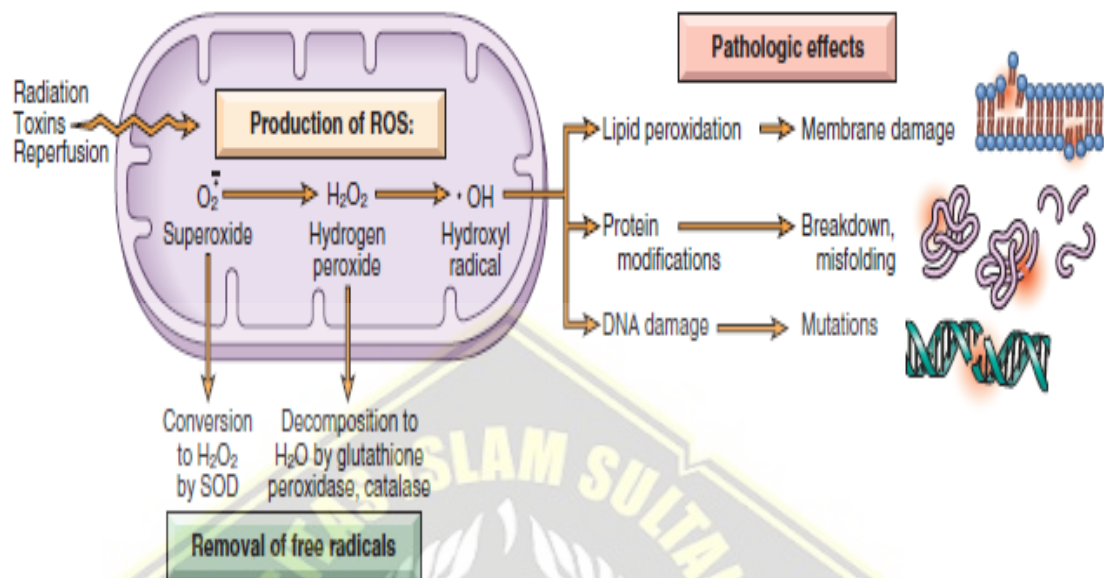 Pathologic effects
Radiation
Toxins
Reperfusion
Production of ROS:
O₂⨪
H₂O₂
· OH
Superoxide
Hydrogen
peroxide
Hydroxyl
radical
Lipid peroxidation
Membrane damage
Protein
modifications
Breakdown,
misfolding
DNA damage
Mutations
Conversion
to H₂O₂
by SOD
Decomposition to
H₂O by glutathione
peroxidase, catalase
Removal of free radicals
ISLAM SULTA